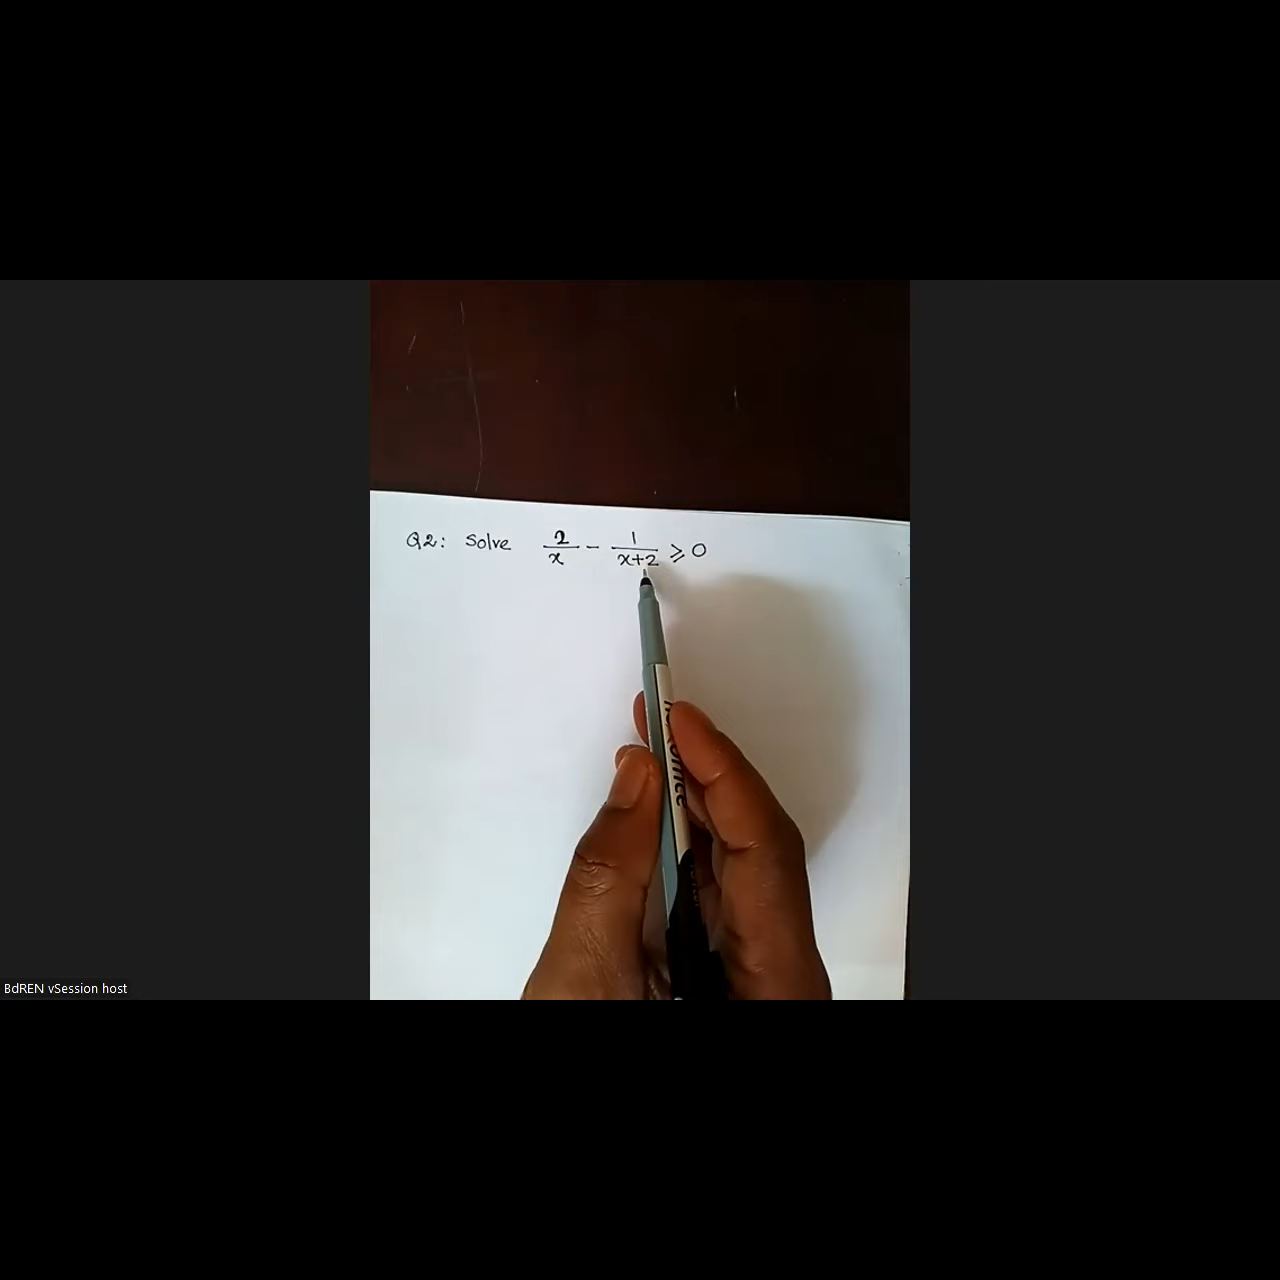 Q2: Solve 2/x - 1/x+2 ⩾ 0
BdREN vSession host